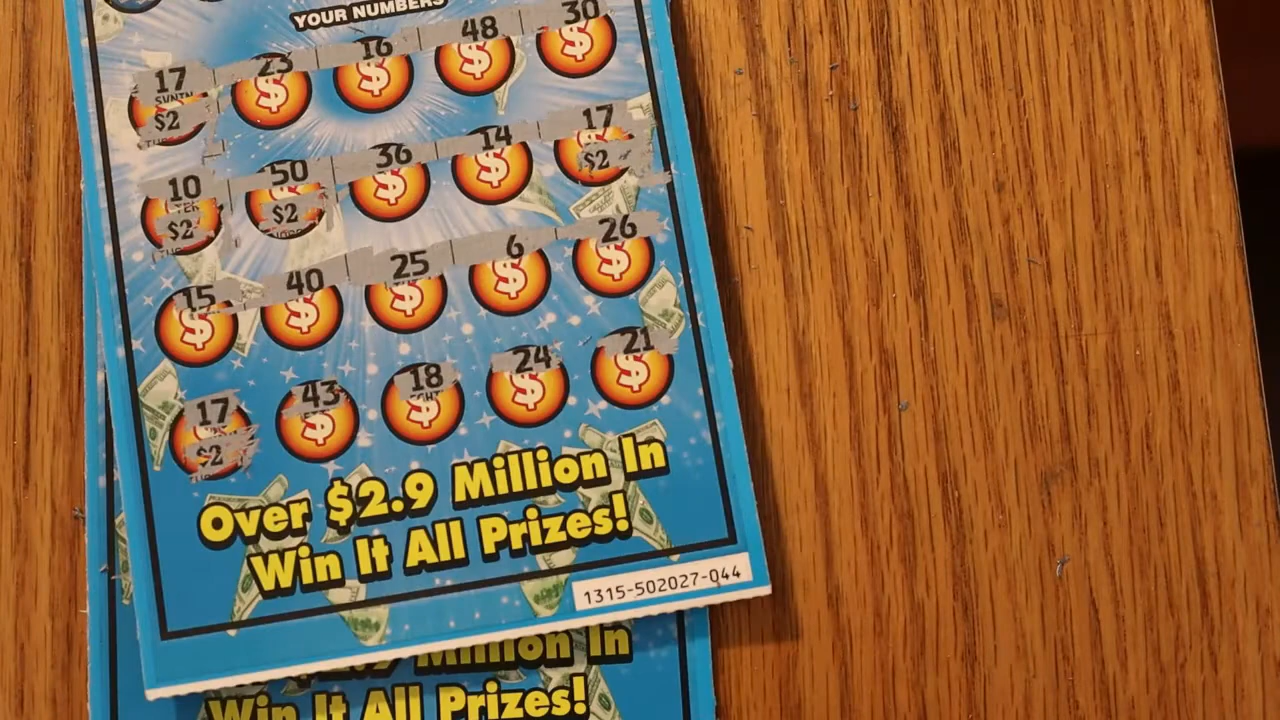 YOUR NUMBERS
17 23 16 48 30
SVNTN
$2
10 50 36 14 17
TEN
$2 $2 $2
15 40 25 6 26
17 43 18 24 21
$2
Over $2.9 Million In
Win It All Prizes!
1315-502027-044
Million In
Win It All Prizes!